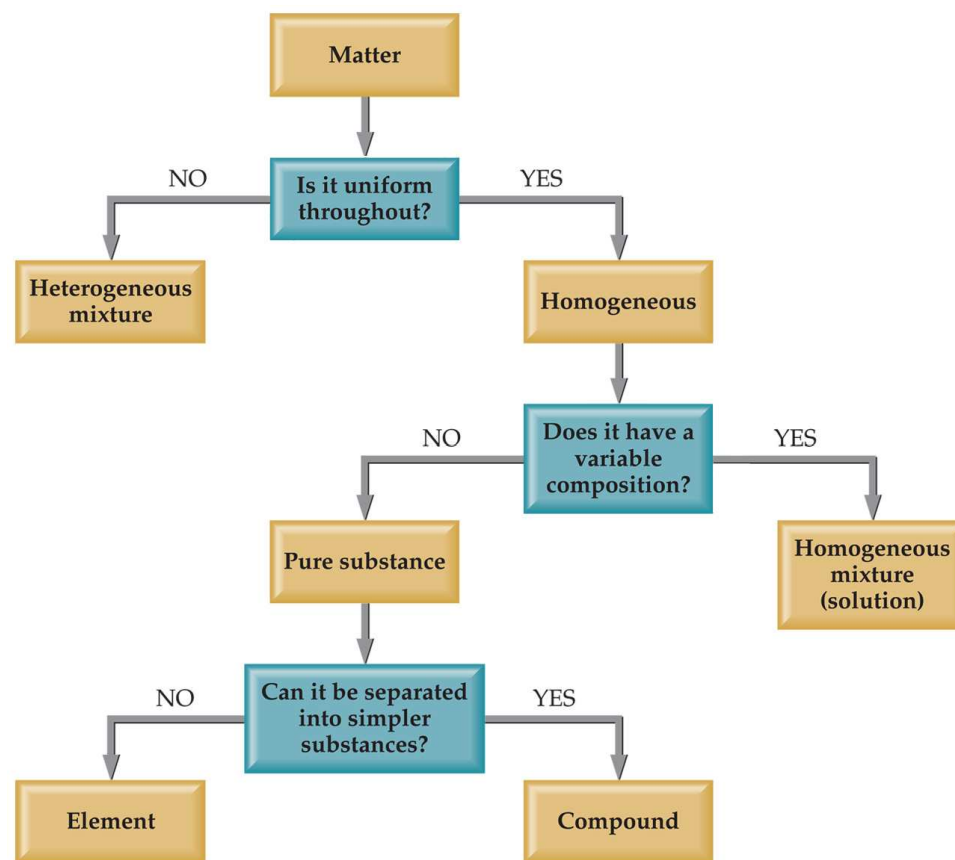 Matter
NO
Is it uniform
throughout?
YES
Heterogeneous
mixture
Homogeneous
NO
Does it have a
variable
composition?
YES
Pure substance
Homogeneous
mixture
(solution)
NO
Can it be separated
into simpler
substances?
YES
Element
Compound